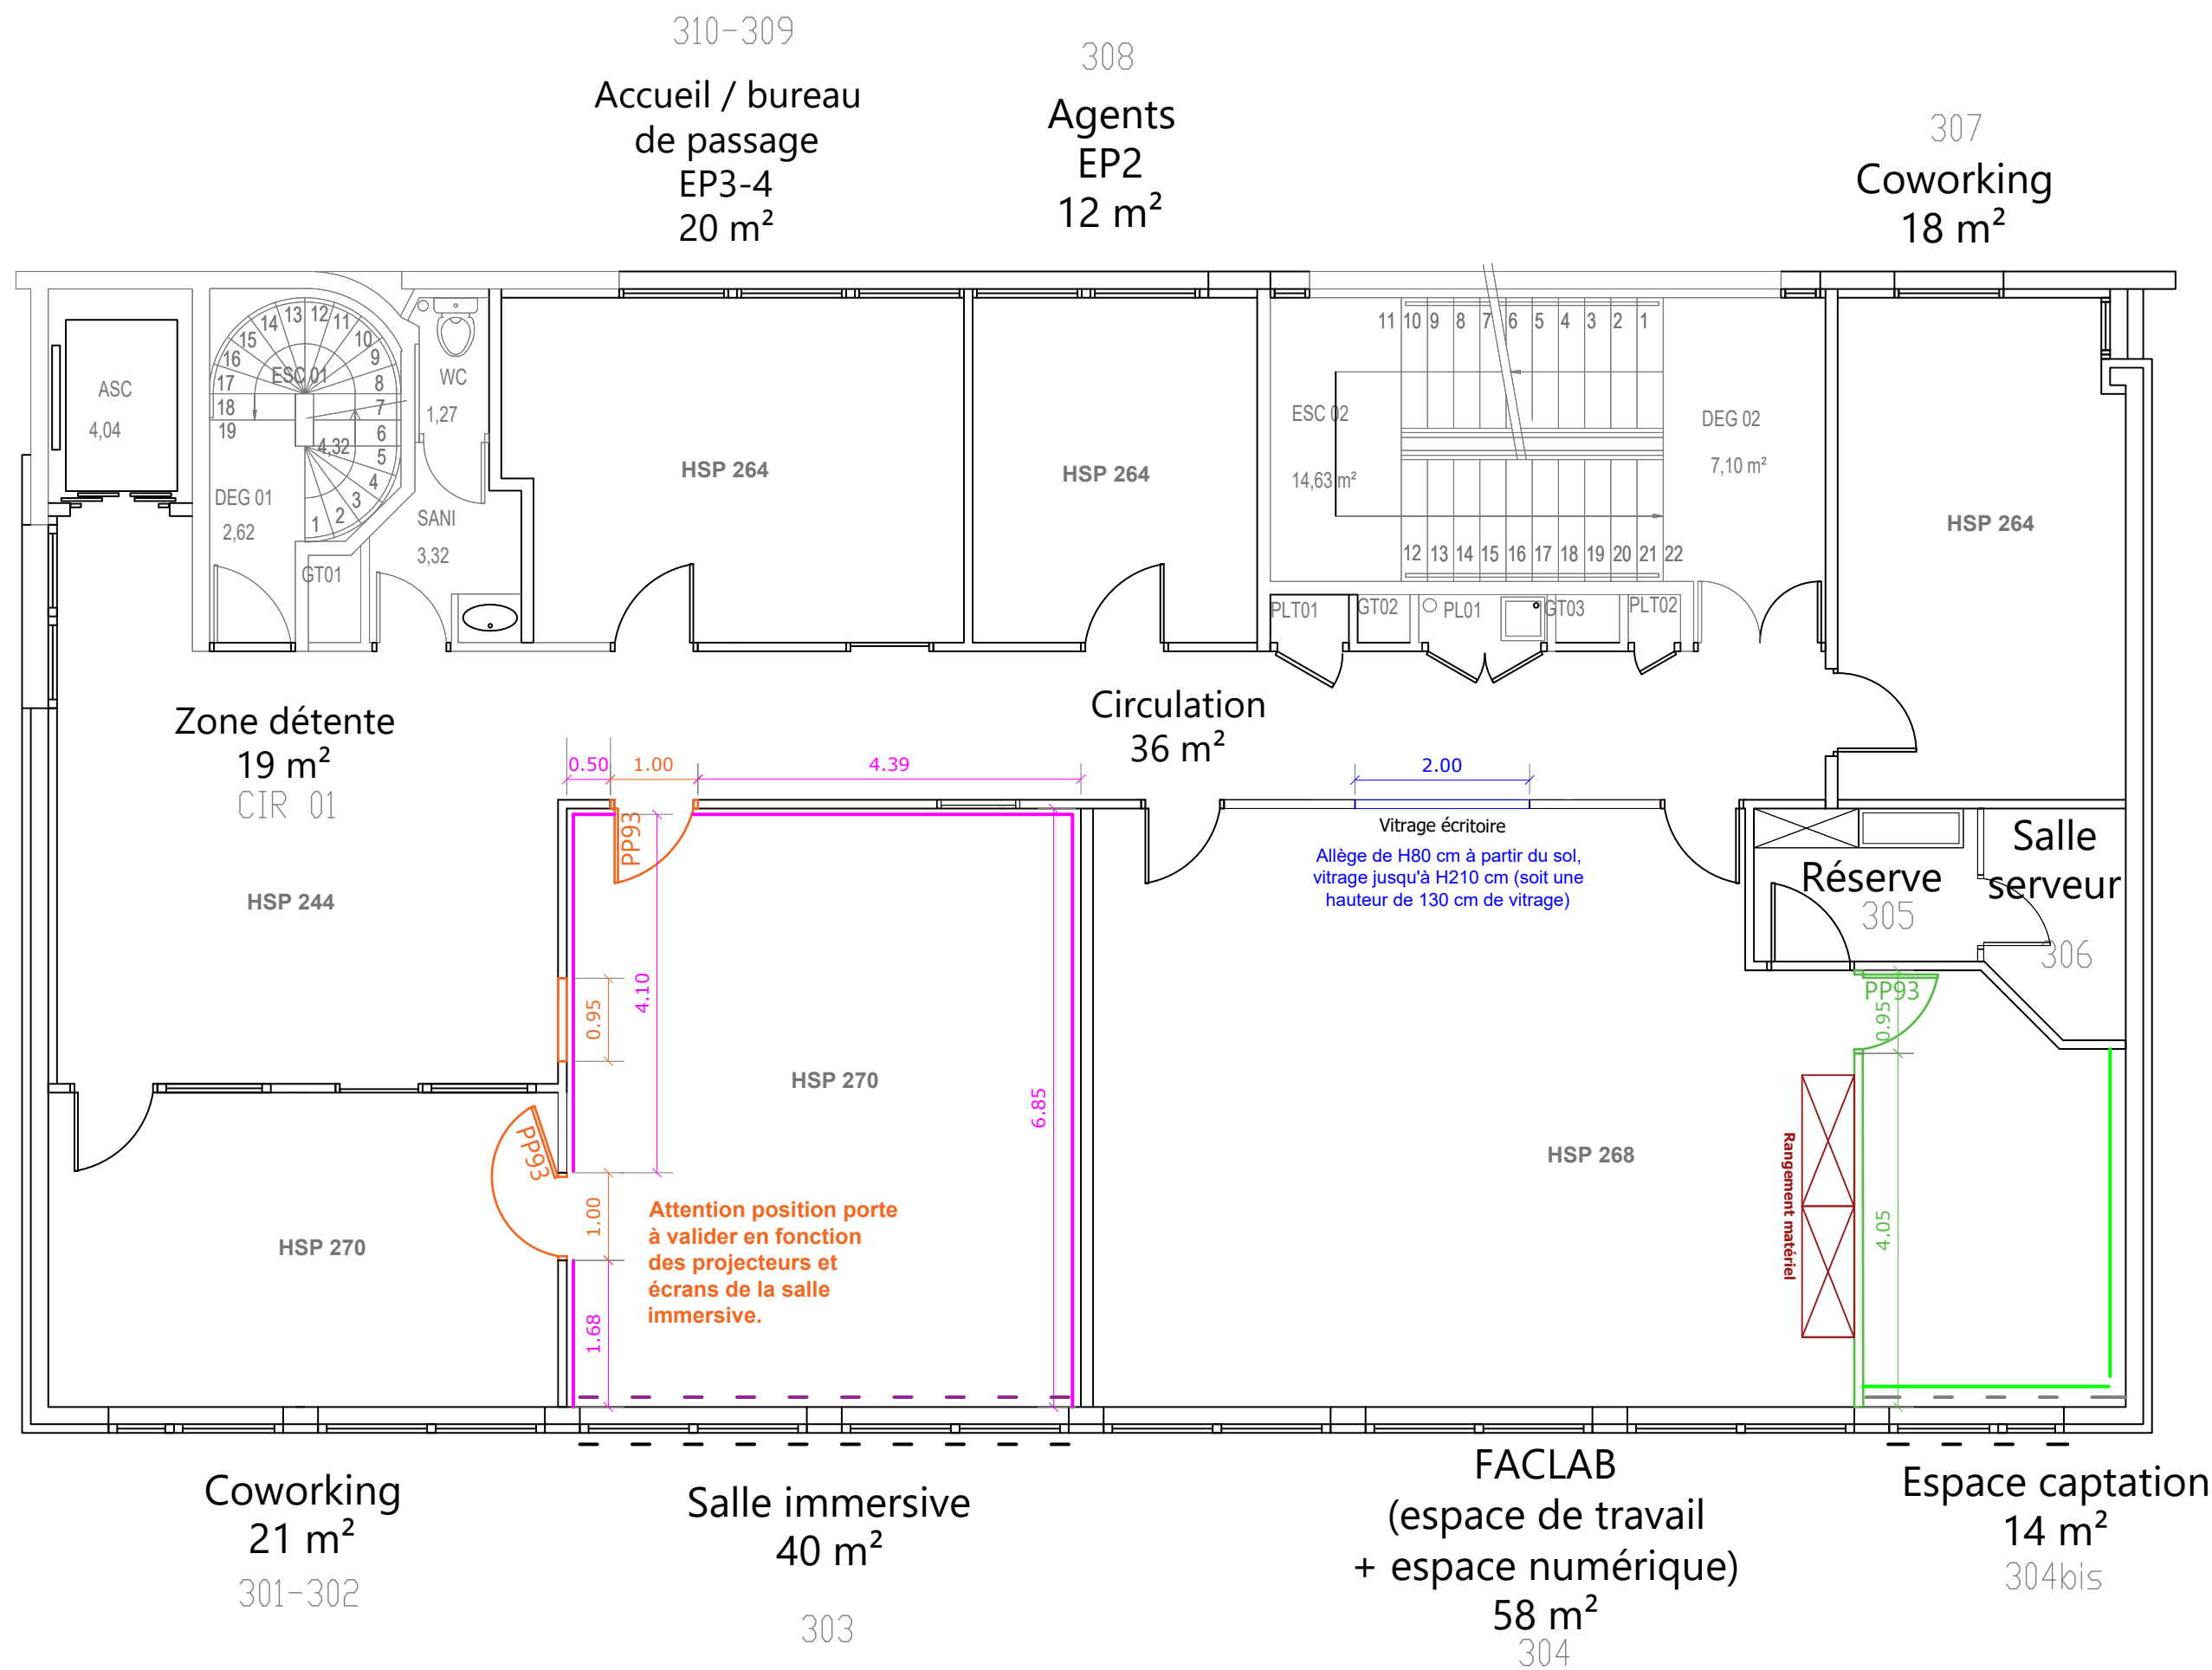 310-309
Accueil / bureau
de passage
EP3-4
20 m²
308
Agents
EP2
12 m²
307
Coworking
18 m²
ASC
4,04
ESC 01
4,32
1
2
3
4
5
6
7
8
9
10
11
12
13
14
15
16
17
18
19
DEG 01
2,62
GT01
WC
1,27
SANI
3,32
HSP 264
HSP 264
11
10
9
8
7
6
5
4
3
2
1
ESC 02
14,63 m²
12
13
14
15
16
17
18
19
20
21
22
DEG 02
7,10 m²
HSP 264
PLT01
GT02
PL01
GT03
PLT02
Zone détente
19 m²
CIR 01
HSP 244
Circulation
36 m²
0.50
1.00
4.39
2.00
PP93
4.10
0.95
6.85
HSP 270
PP93
1.00
1.68
Attention position porte
à valider en fonction
des projecteurs et
écrans de la salle
immersive.
HSP 270
Vitrage écritoire
Allège de H80 cm à partir du sol,
vitrage jusqu'à H210 cm (soit une
hauteur de 130 cm de vitrage)
Réserve
305
Salle
serveur
306
PP93
0.95
4.05
HSP 268
Rangement matériel
Coworking
21 m²
301-302
Salle immersive
40 m²
303
FACLAB
(espace de travail
+ espace numérique)
58 m²
304
Espace captation
14 m²
304bis